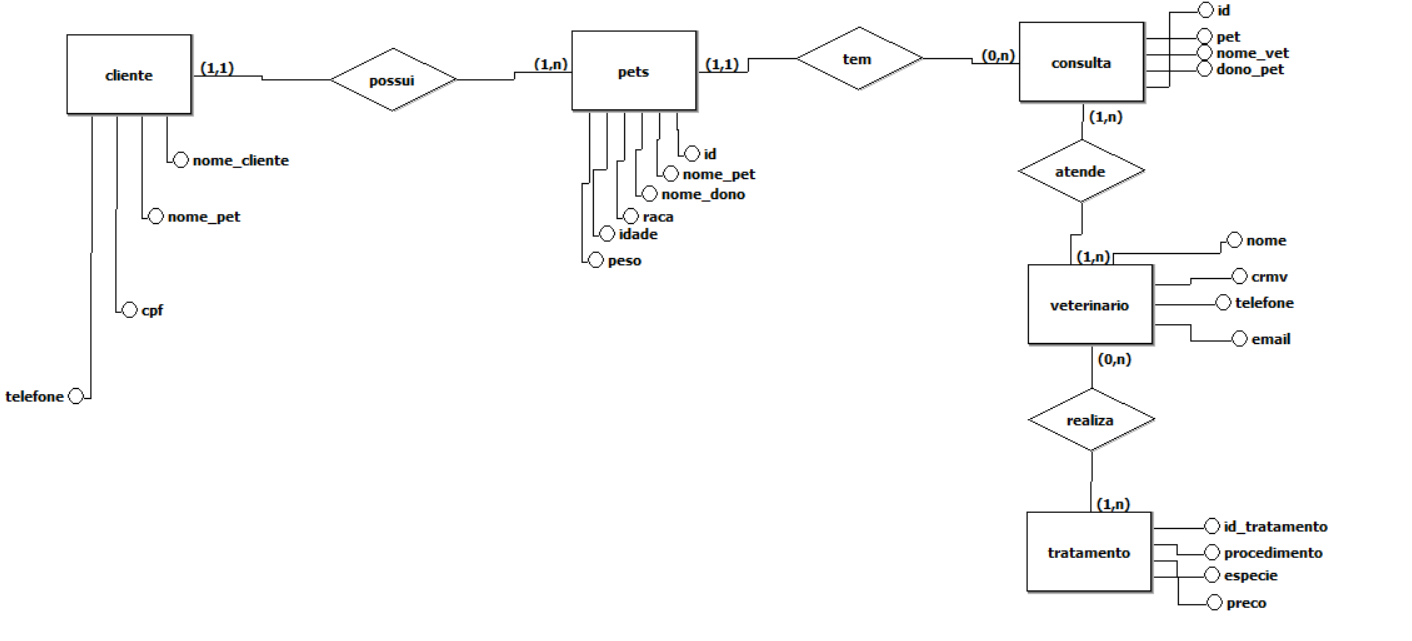 cliente
(1,1)
possui
(1,n)
pets
(1,1)
tem
(0,n)
consulta
id
pet
nome_vet
dono_pet
nome_cliente
nome_pet
cpf
telefone
id
nome_pet
nome_dono
raca
idade
peso
(1,n)
atende
(1,n)
veterinario
nome
crmv
telefone
email
(0,n)
realiza
(1,n)
tratamento
id_tratamento
procedimento
especie
preco